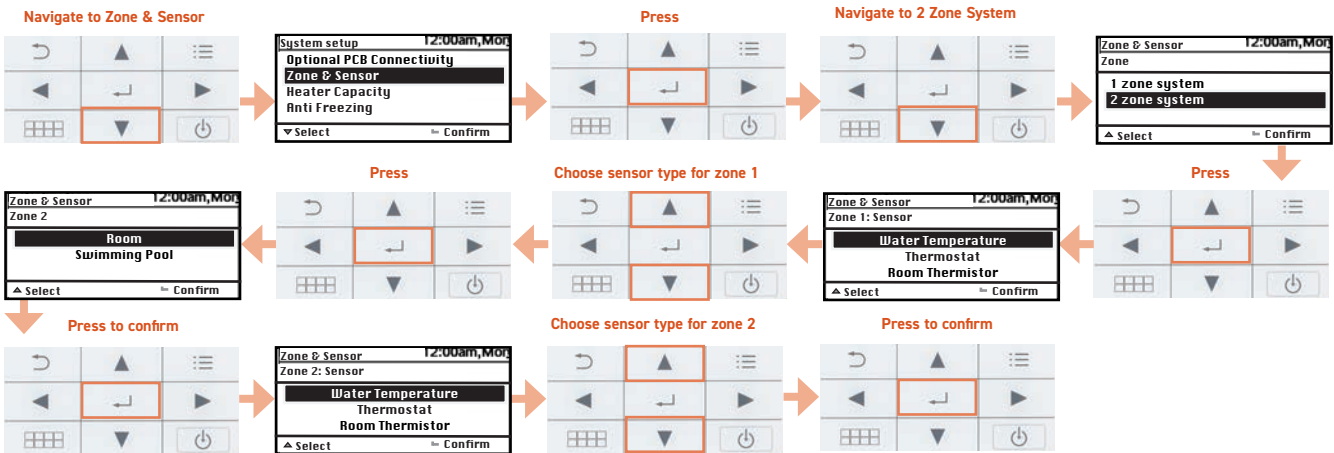 Navigate to Zone & Sensor
System setup 12:00am,Mon
Optional PCB Connectivity
Zone & Sensor
Heater Capacity
Anti Freezing
Select Confirm
Press
Navigate to 2 Zone System
Zone & Sensor 12:00am,Mon
Zone
1 zone system
2 zone system
Select Confirm
Press
Zone & Sensor 12:00am,Mon
Zone 1: Sensor
Water Temperature
Thermostat
Room Thermistor
Select Confirm
Choose sensor type for zone 1
Press
Zone & Sensor 12:00am,Mon
Zone 2
Room
Swimming Pool
Select Confirm
Press to confirm
Zone & Sensor 12:00am,Mon
Zone 2: Sensor
Water Temperature
Thermostat
Room Thermistor
Select Confirm
Choose sensor type for zone 2
Press to confirm